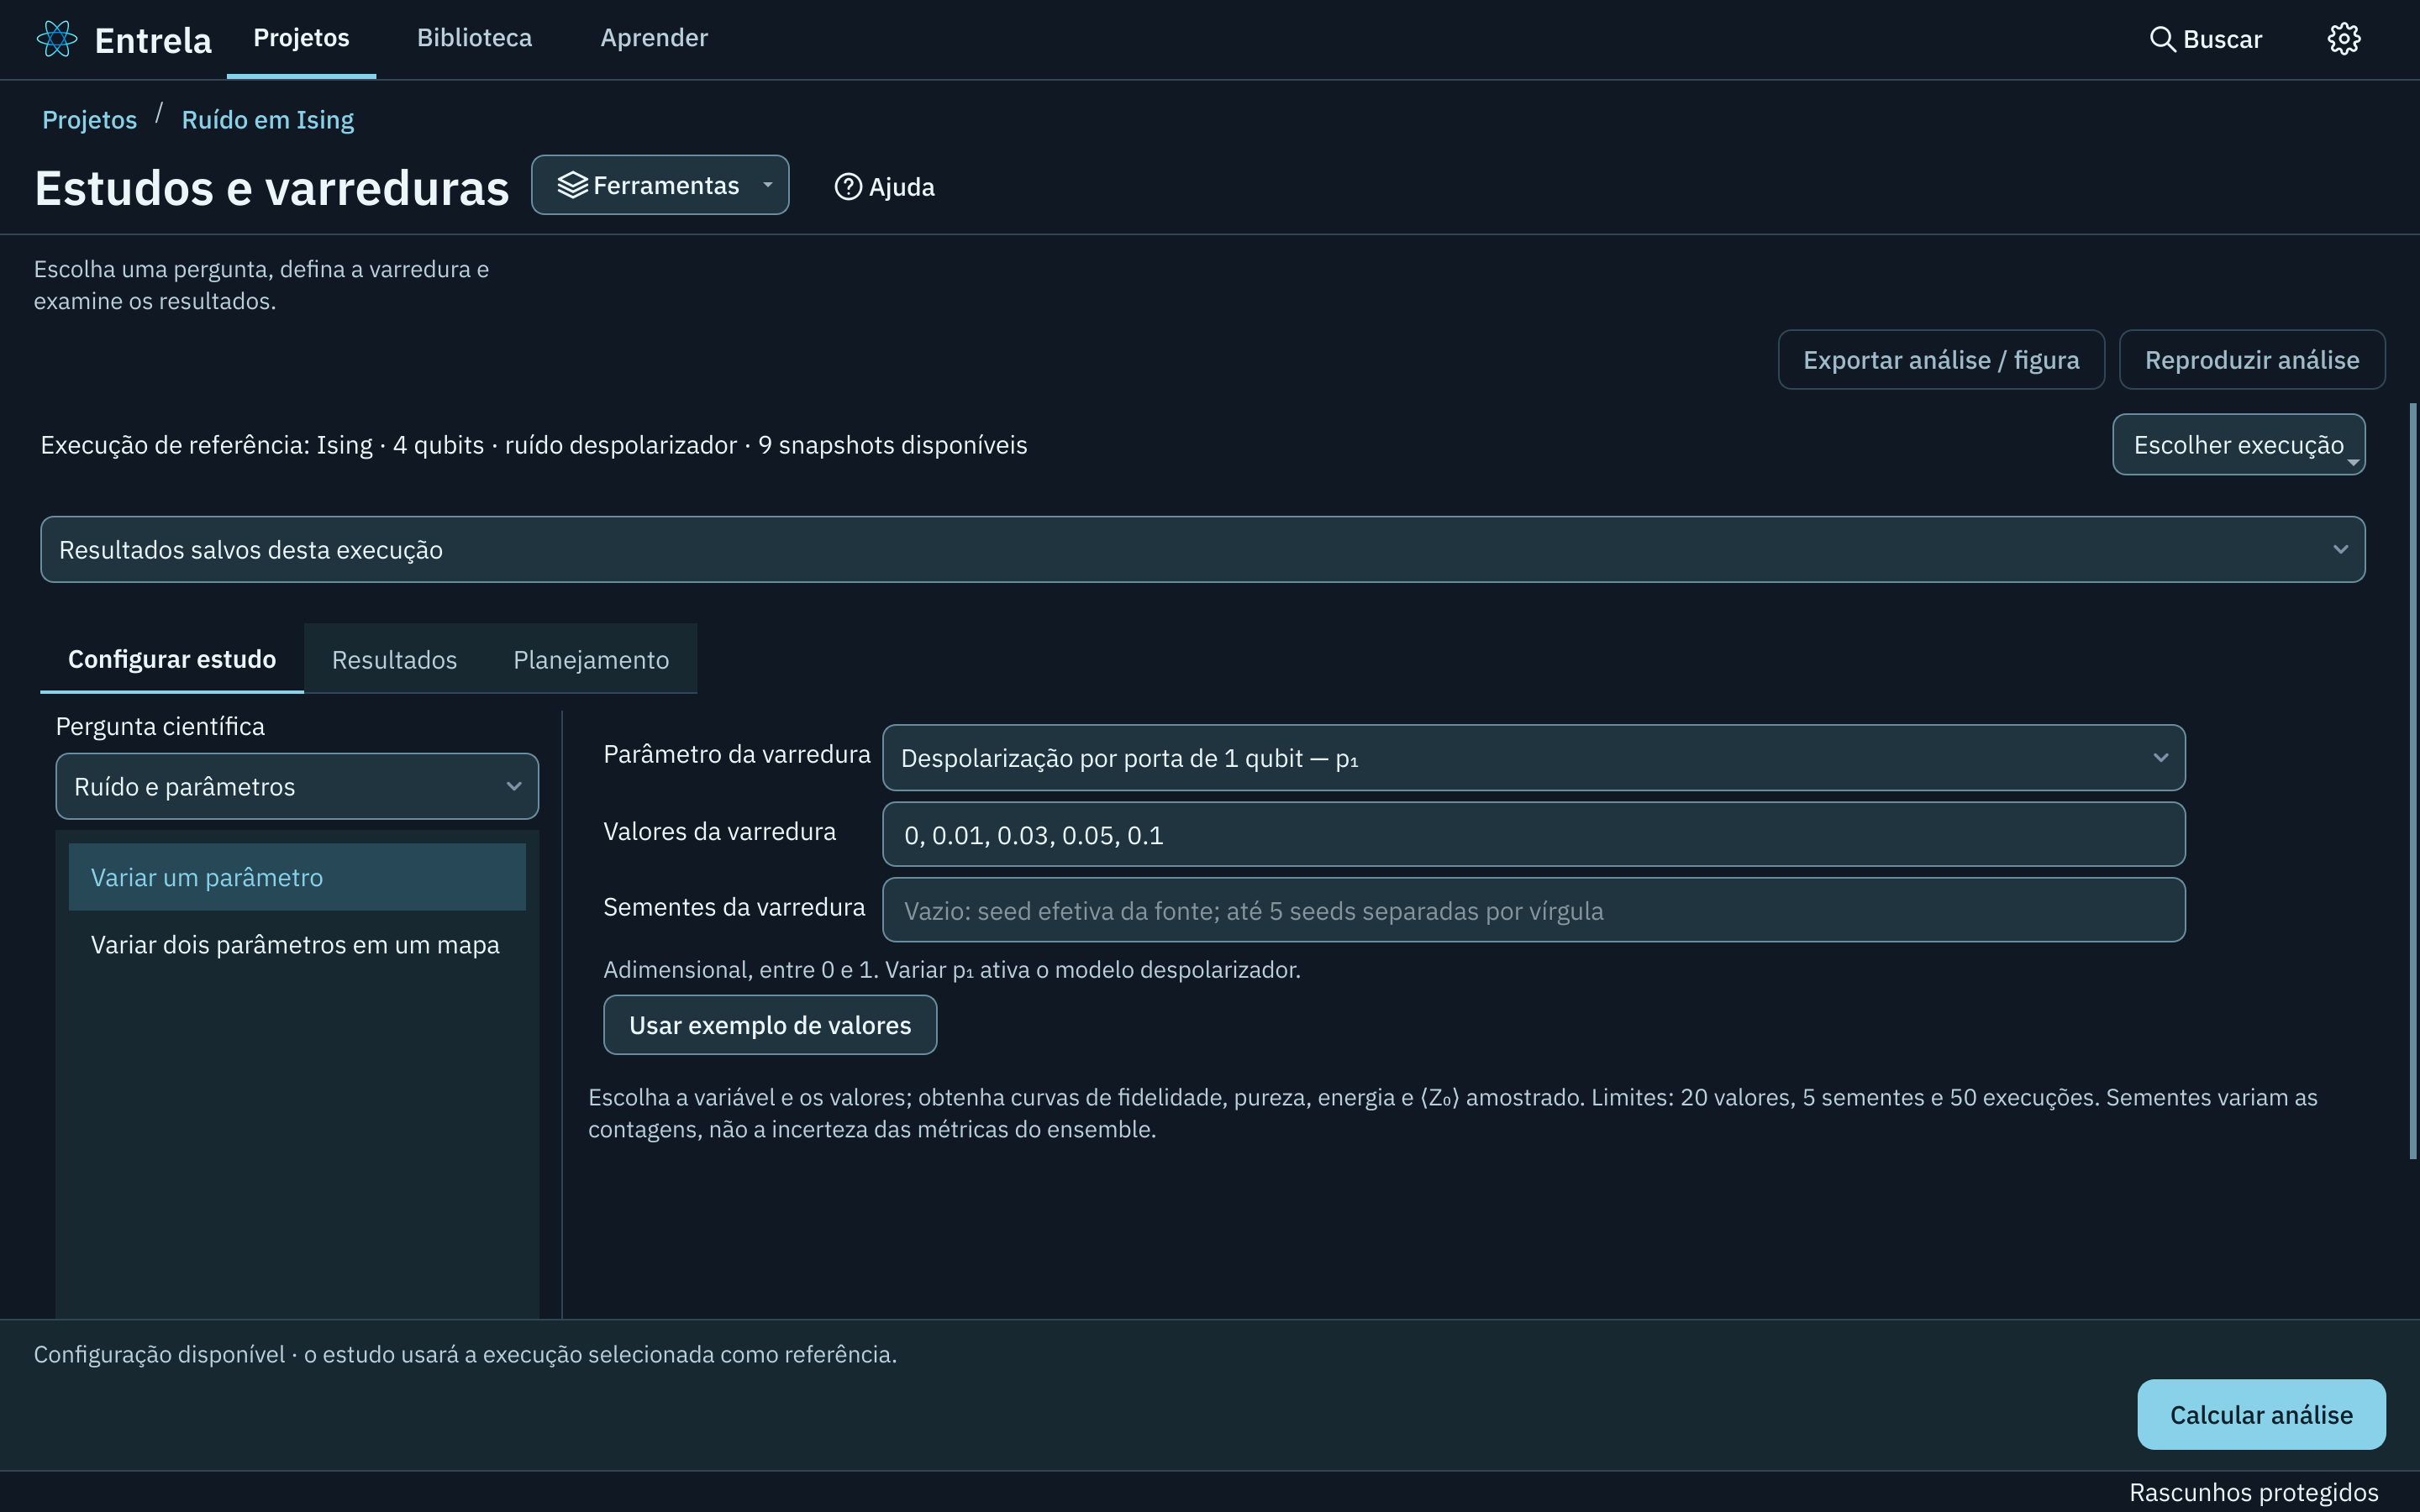 Entrela
Projetos
Biblioteca
Aprender
Buscar
Projetos / Ruído em Ising
Estudos e varreduras
Ferramentas
Ajuda
Escolha uma pergunta, defina a varredura e
examine os resultados.
Exportar análise / figura
Reproduzir análise
Execução de referência: Ising · 4 qubits · ruído despolarizador · 9 snapshots disponíveis
Escolher execução
Resultados salvos desta execução
Configurar estudo
Resultados
Planejamento
Pergunta científica
Ruído e parâmetros
Variar um parâmetro
Variar dois parâmetros em um mapa
Parâmetro da varredura
Despolarização por porta de 1 qubit — p₁
Valores da varredura
0, 0.01, 0.03, 0.05, 0.1
Sementes da varredura
Vazio: seed efetiva da fonte; até 5 seeds separadas por vírgula
Adimensional, entre 0 e 1. Variar p₁ ativa o modelo despolarizador.
Usar exemplo de valores
Escolha a variável e os valores; obtenha curvas de fidelidade, pureza, energia e ⟨Z₀⟩ amostrado. Limites: 20 valores, 5 sementes e 50 execuções. Sementes variam as
contagens, não a incerteza das métricas do ensemble.
Configuração disponível · o estudo usará a execução selecionada como referência.
Calcular análise
Rascunhos protegidos